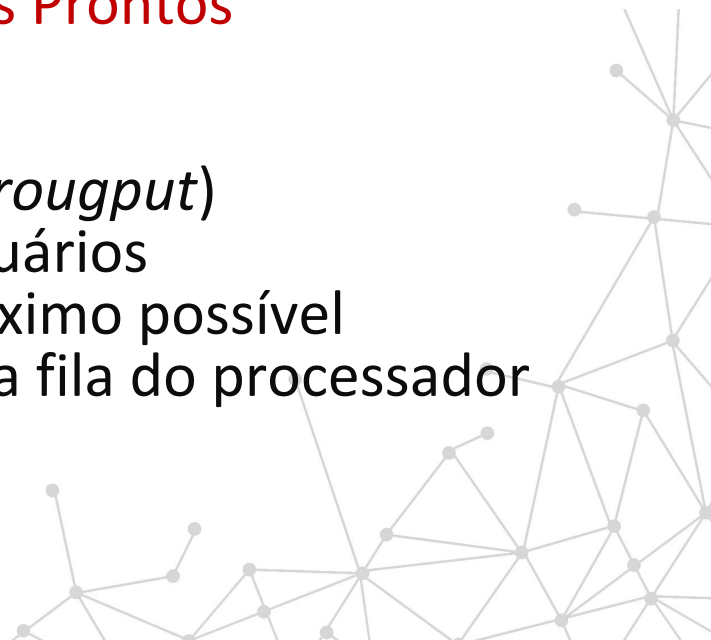 s Prontos
rougput)
uários
ximo possível
a fila do processador